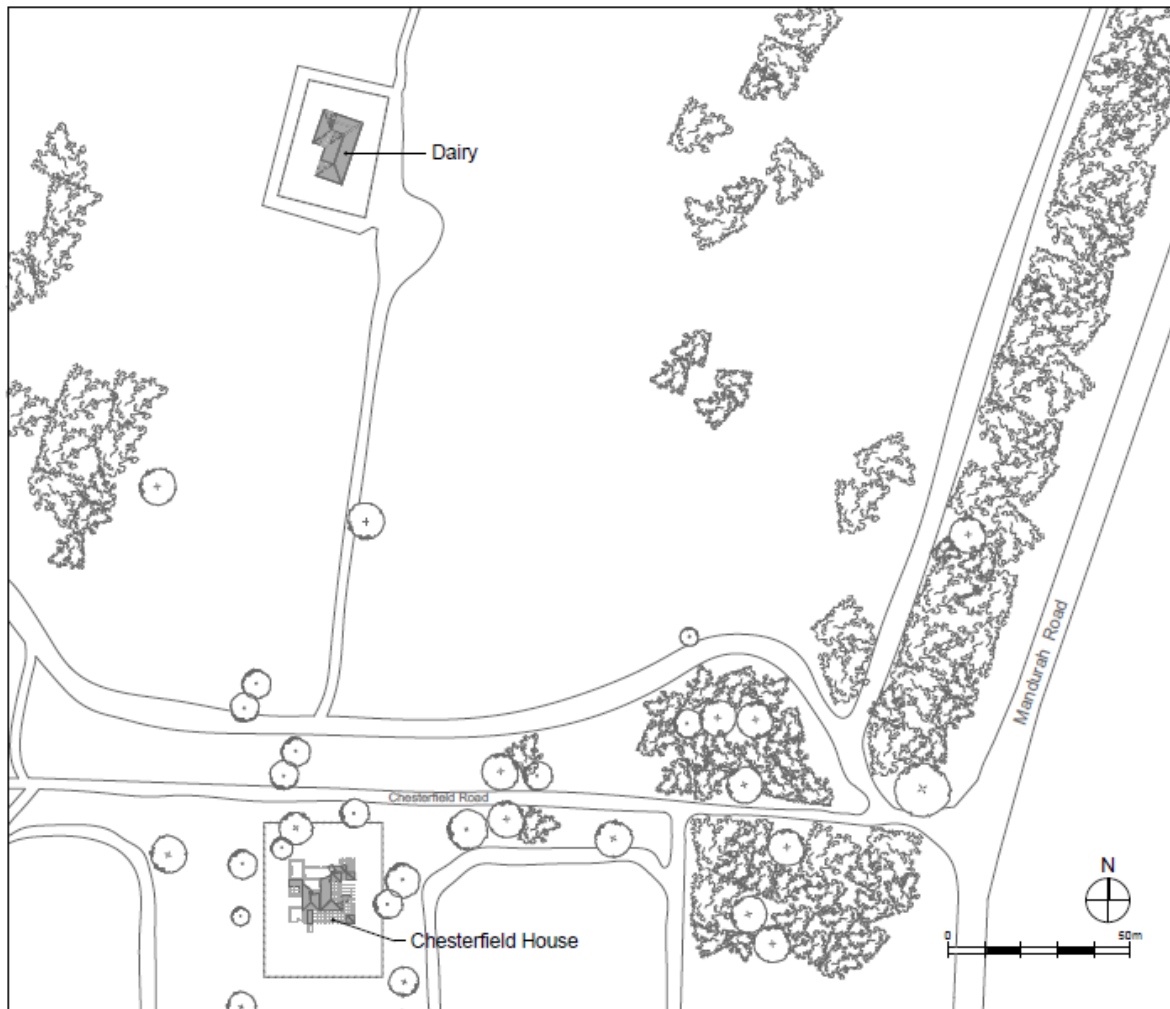 Dairy
Mandurah Road
Chesterfield Road
N
0 50m
Chesterfield House